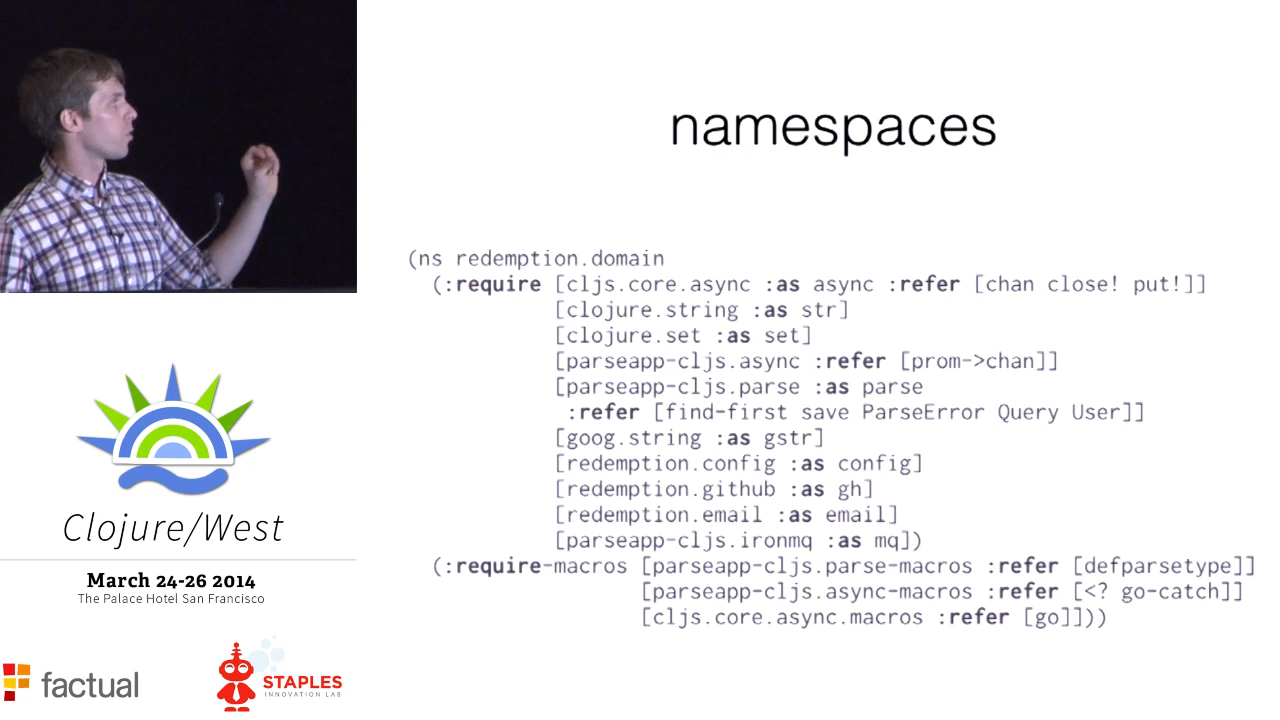 namespaces
(ns redemption.domain
(:require [cljs.core.async :as async :refer [chan close! put!]]
[clojure.string :as str]
[clojure.set :as set]
[parseapp-cljs.async :refer [prom->chan]]
[parseapp-cljs.parse :as parse
:refer [find-first save ParseError Query User]]
[goog.string :as gstr]
[redemption.config :as config]
[redemption.github :as gh]
[redemption.email :as email]
[parseapp-cljs.ironmq :as mq])
(:require-macros [parseapp-cljs.parse-macros :refer [defparsetype]]
[parseapp-cljs.async-macros :refer [<? go-catch]]
[cljs.core.async.macros :refer [go]]))
Clojure/West
March 24-26 2014
The Palace Hotel San Francisco
factual
STAPLES
INNOVATION LAB